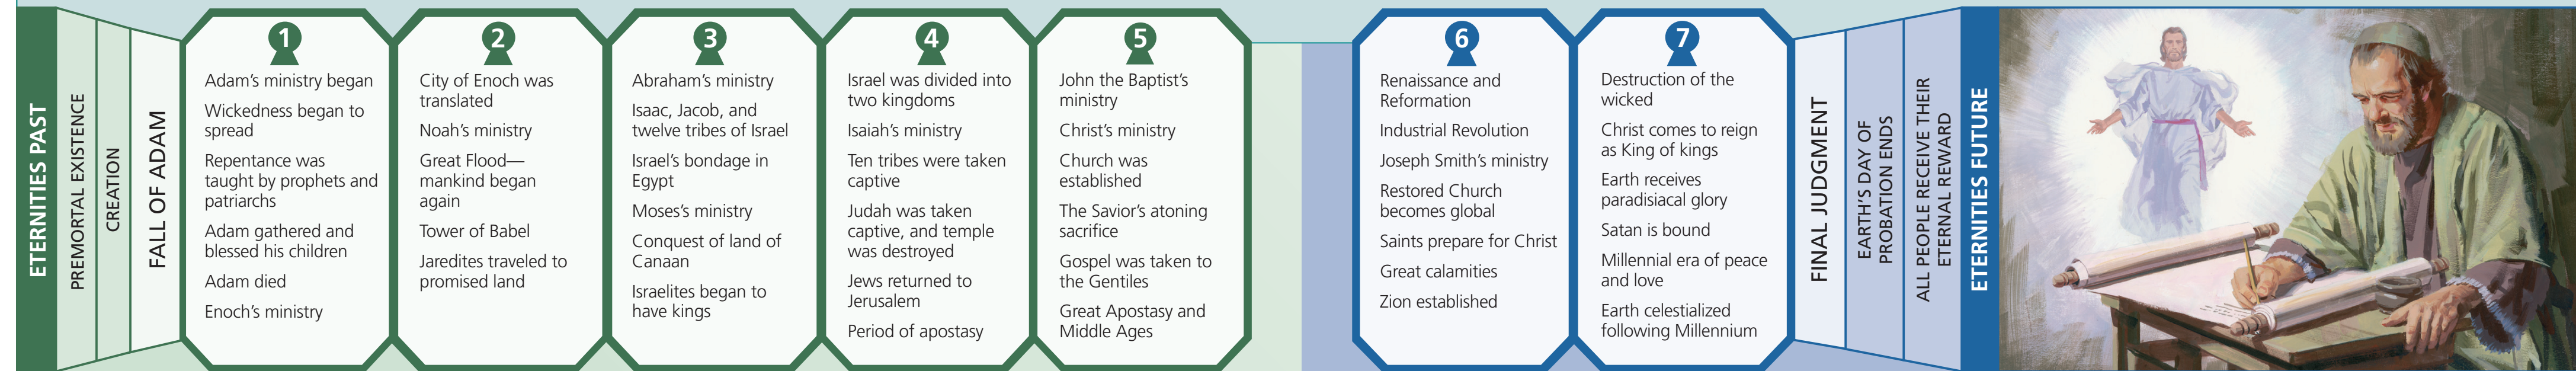 ETERNITIES PAST
PREMORTAL EXISTENCE
CREATION
FALL OF ADAM
1
Adam’s ministry began
Wickedness began to
spread
Repentance was
taught by prophets and
patriarchs
Adam gathered and
blessed his children
Adam died
Enoch’s ministry
2
City of Enoch was
translated
Noah’s ministry
Great Flood—
mankind began
again
Tower of Babel
Jaredites traveled to
promised land
3
Abraham’s ministry
Isaac, Jacob, and
twelve tribes of Israel
Israel’s bondage in
Egypt
Moses’s ministry
Conquest of land of
Canaan
Israelites began to
have kings
4
Israel was divided into
two kingdoms
Isaiah’s ministry
Ten tribes were taken
captive
Judah was taken
captive, and temple
was destroyed
Jews returned to
Jerusalem
Period of apostasy
5
John the Baptist’s
ministry
Christ’s ministry
Church was
established
The Savior’s atoning
sacrifice
Gospel was taken to
the Gentiles
Great Apostasy and
Middle Ages
6
Renaissance and
Reformation
Industrial Revolution
Joseph Smith’s ministry
Restored Church
becomes global
Saints prepare for Christ
Great calamities
Zion established
7
Destruction of the
wicked
Christ comes to reign
as King of kings
Earth receives
paradisiacal glory
Satan is bound
Millennial era of peace
and love
Earth celestialized
following Millennium
FINAL JUDGMENT
EARTH’S DAY OF
PROBATION ENDS
ALL PEOPLE RECEIVE THEIR
ETERNAL REWARD
ETERNITIES FUTURE